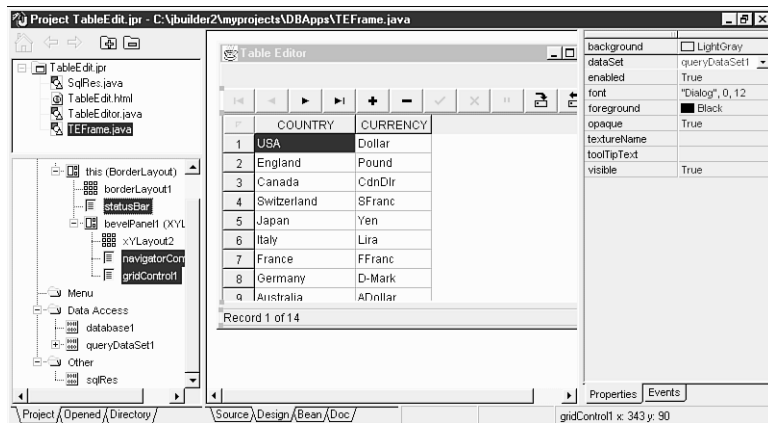 Project TableEdit.jpr - C:\jbuilder2\myprojects\DBApps\TEFrame.java
TableEdit.jpr
SqlRes.java
TableEdit.html
TableEditor.java
TEFrame.java
this (BorderLayout)
borderLayout1
statusBar
bevelPanel1 (XYL
xYLayout2
navigatorCon
gridControl1
Menu
Data Access
database1
queryDataSet1
Other
sqlRes
Project
Opened
Directory
Table Editor
COUNTRY CURRENCY
1 USA Dollar
2 England Pound
3 Canada CdnDlr
4 Switzerland SFranc
5 Japan Yen
6 Italy Lira
7 France FFranc
8 Germany D-Mark
9 Australia ADollar
Record 1 of 14
Source
Design
Bean
Doc
background LightGray
dataSet queryDataSet1
enabled True
font "Dialog", 0, 12
foreground Black
opaque True
textureName
toolTipText
visible True
Properties
Events
gridControl1 x: 343 y: 90